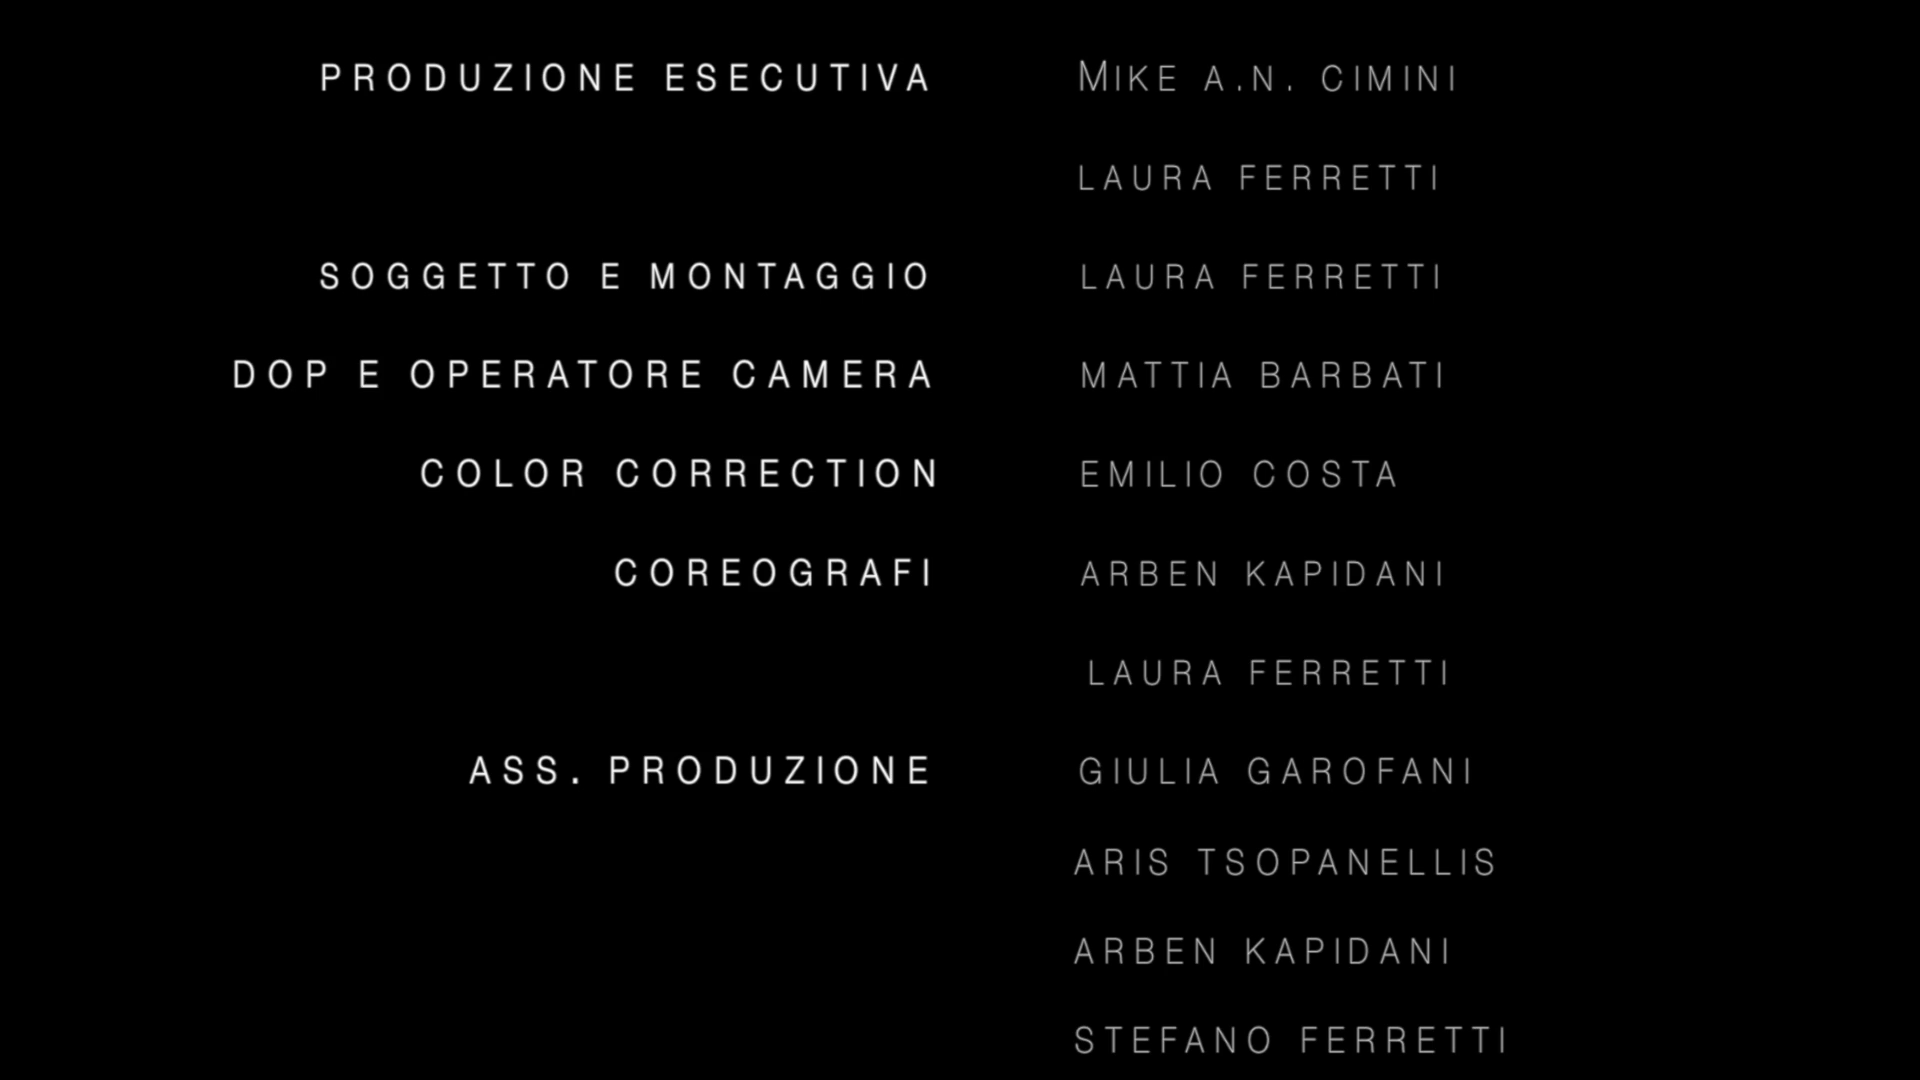 PRODUZIONE ESECUTIVA MIKE A.N. CIMINI
LAURA FERRETTI
SOGGETTO E MONTAGGIO LAURA FERRETTI
DOP E OPERATORE CAMERA MATTIA BARBATI
COLOR CORRECTION EMILIO COSTA
COREOGRAFI ARBEN KAPIDANI
LAURA FERRETTI
ASS. PRODUZIONE GIULIA GAROFANI
ARIS TSOPANELLIS
ARBEN KAPIDANI
STEFANO FERRETTI